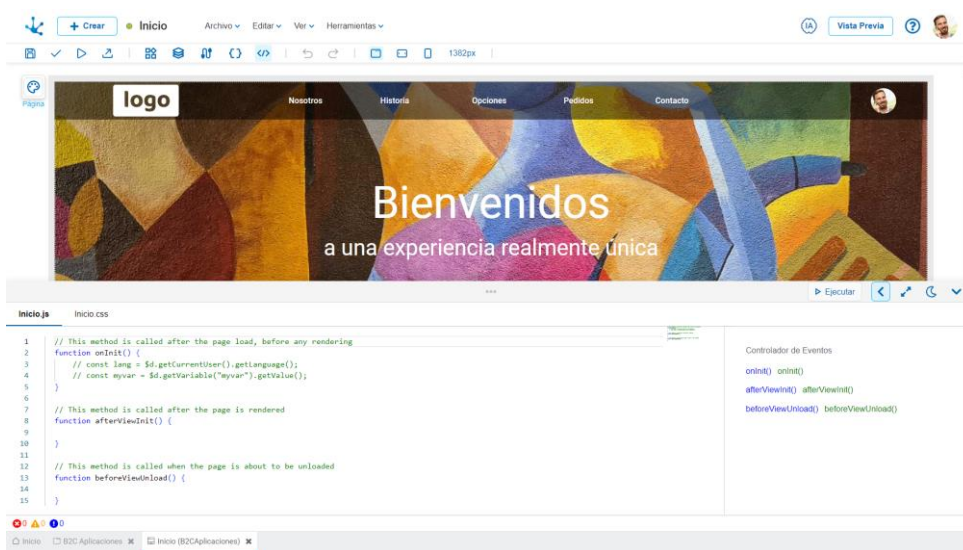 + Crear Inicio Archivo Editar Ver Herramientas IA Vista Previa ?
1382px
Página
logo Nosotros Historia Opciones Pedidos Contacto
Bienvenidos
a una experiencia realmente única
Ejecutar
Inicio.js Inicio.css
1 // This method is called after the page load, before any rendering
2 function onInit() {
3 // const lang = $d.getCurrentUser().getLanguage();
4 // const myvar = $d.getVariable("myvar").getValue();
5 }
6
7 // This method is called after the page is rendered
8 function afterViewInit() {
9
10 }
11
12 // This method is called when the page is about to be unloaded
13 function beforeViewUnload() {
14
15 }
Controlador de Eventos
onInit() onInit()
afterViewInit() afterViewInit()
beforeViewUnload() beforeViewUnload()
0 0 0
Inicio B2C Aplicaciones Inicio (B2CAplicaciones)